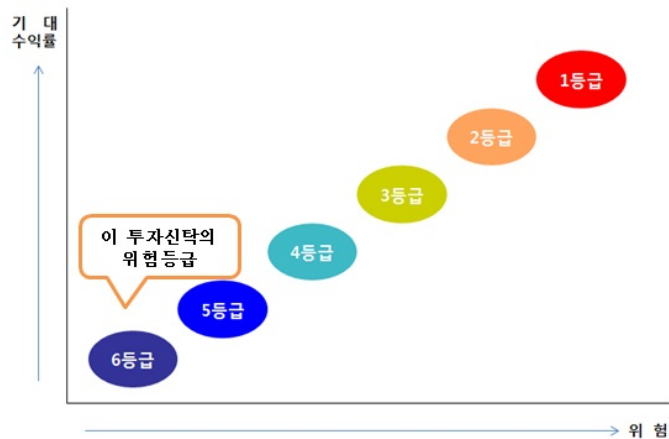 기 대
수익률
1등급
2등급
3등급
이 투자신탁의
위험등급
4등급
5등급
6등급
위 험